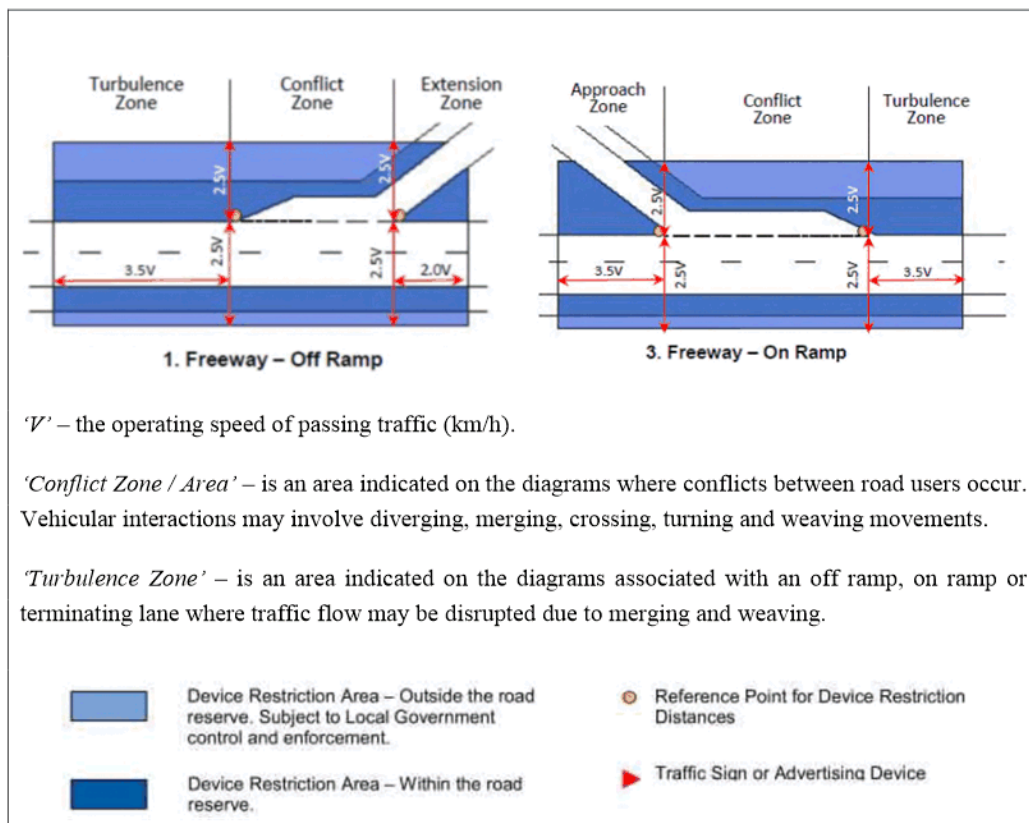 Turbulence
Zone
Conflict
Zone
Extension
Zone
2.5V
2.5V
2.5V
2.5V
3.5V
2.0V
1. Freeway – Off Ramp
Approach
Zone
Conflict
Zone
Turbulence
Zone
2.5V
2.5V
2.5V
2.5V
3.5V
3.5V
3. Freeway – On Ramp
‘V’ – the operating speed of passing traffic (km/h).
‘Conflict Zone / Area’ – is an area indicated on the diagrams where conflicts between road users occur.
Vehicular interactions may involve diverging, merging, crossing, turning and weaving movements.
‘Turbulence Zone’ – is an area indicated on the diagrams associated with an off ramp, on ramp or
terminating lane where traffic flow may be disrupted due to merging and weaving.
Device Restriction Area – Outside the road
reserve. Subject to Local Government
control and enforcement.
Device Restriction Area – Within the road
reserve.
Reference Point for Device Restriction
Distances
Traffic Sign or Advertising Device